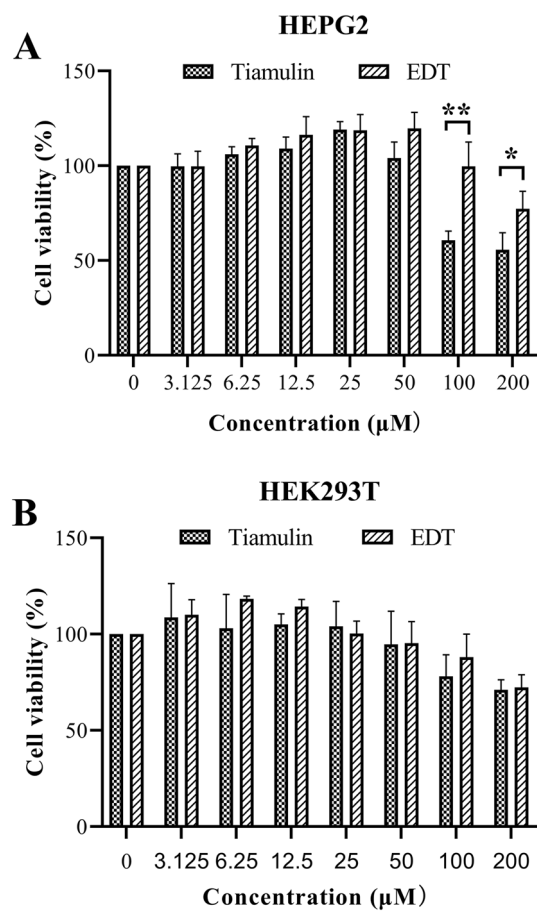 HEPG2
A
Tiamulin EDT
150
100
50
0
**
*
Cell viability (%)
0 3.125 6.25 12.5 25 50 100 200
Concentration (μM）
HEK293T
B
Tiamulin EDT
150
100
50
0
Cell viability (%)
0 3.125 6.25 12.5 25 50 100 200
Concentration (μM）